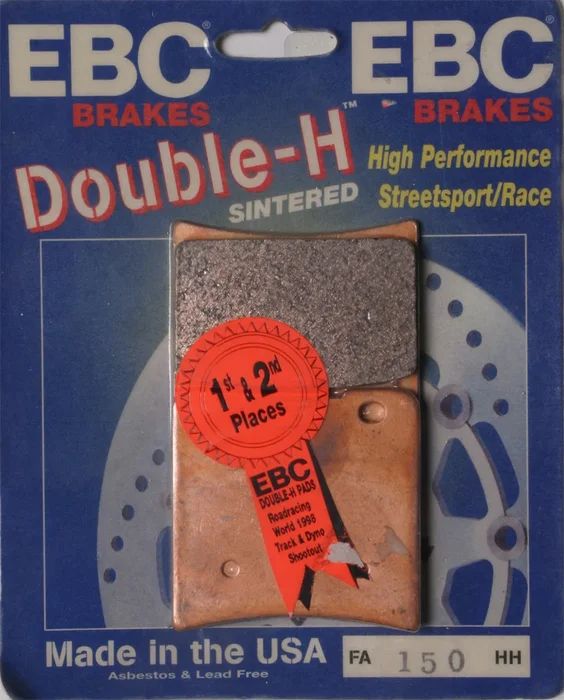 EBC® EBC®
BRAKES BRAKES
Double-H™
SINTERED
High Performance
Streetsport/Race
1st & 2nd
Places
EBC
DOUBLE-H PADS
Roadracing
World 1998
Track & Dyno
Shootout
Made in the USA
Asbestos & Lead Free
FA 150 HH